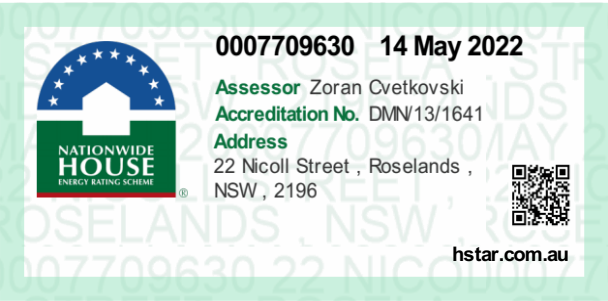 0007709630 14 May 2022
Assessor Zoran Cvetkovski
Accreditation No. DMN/13/1641
Address
22 Nicoll Street , Roselands ,
NSW , 2196
NATIONWIDE
HOUSE
ENERGY RATING SCHEME
®
hstar.com.au